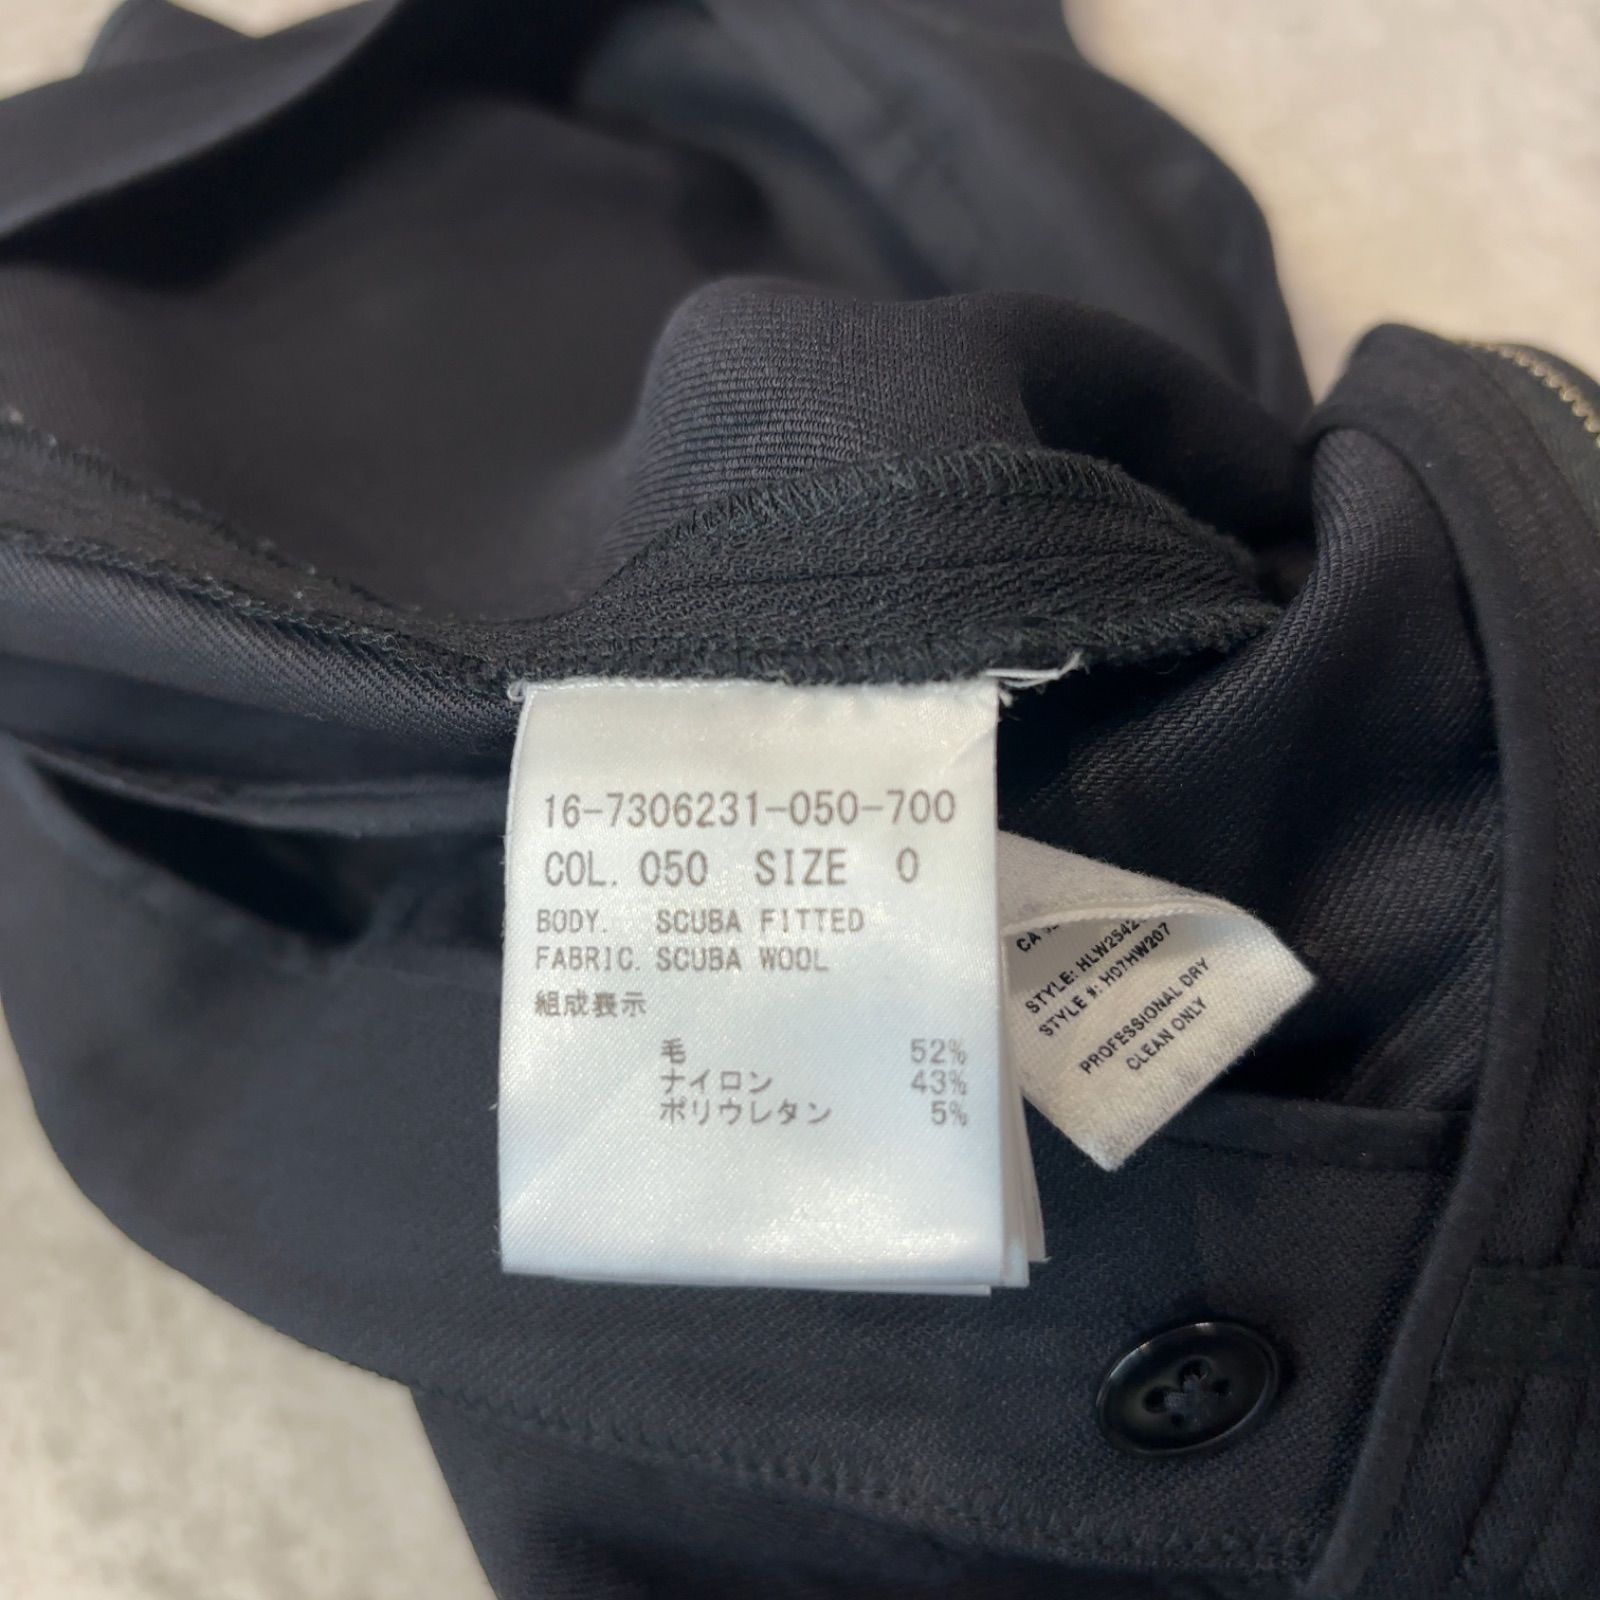 16-7306231-050-700
COL. 050 SIZE 0
BODY. SCUBA FITTED
FABRIC. SCUBA WOOL
組成表示
毛 52%
ナイロン 43%
ポリウレタン 5%
CA
STYLE: HLW2542
STYLE #: H07HW207
PROFESSIONAL DRY
CLEAN ONLY